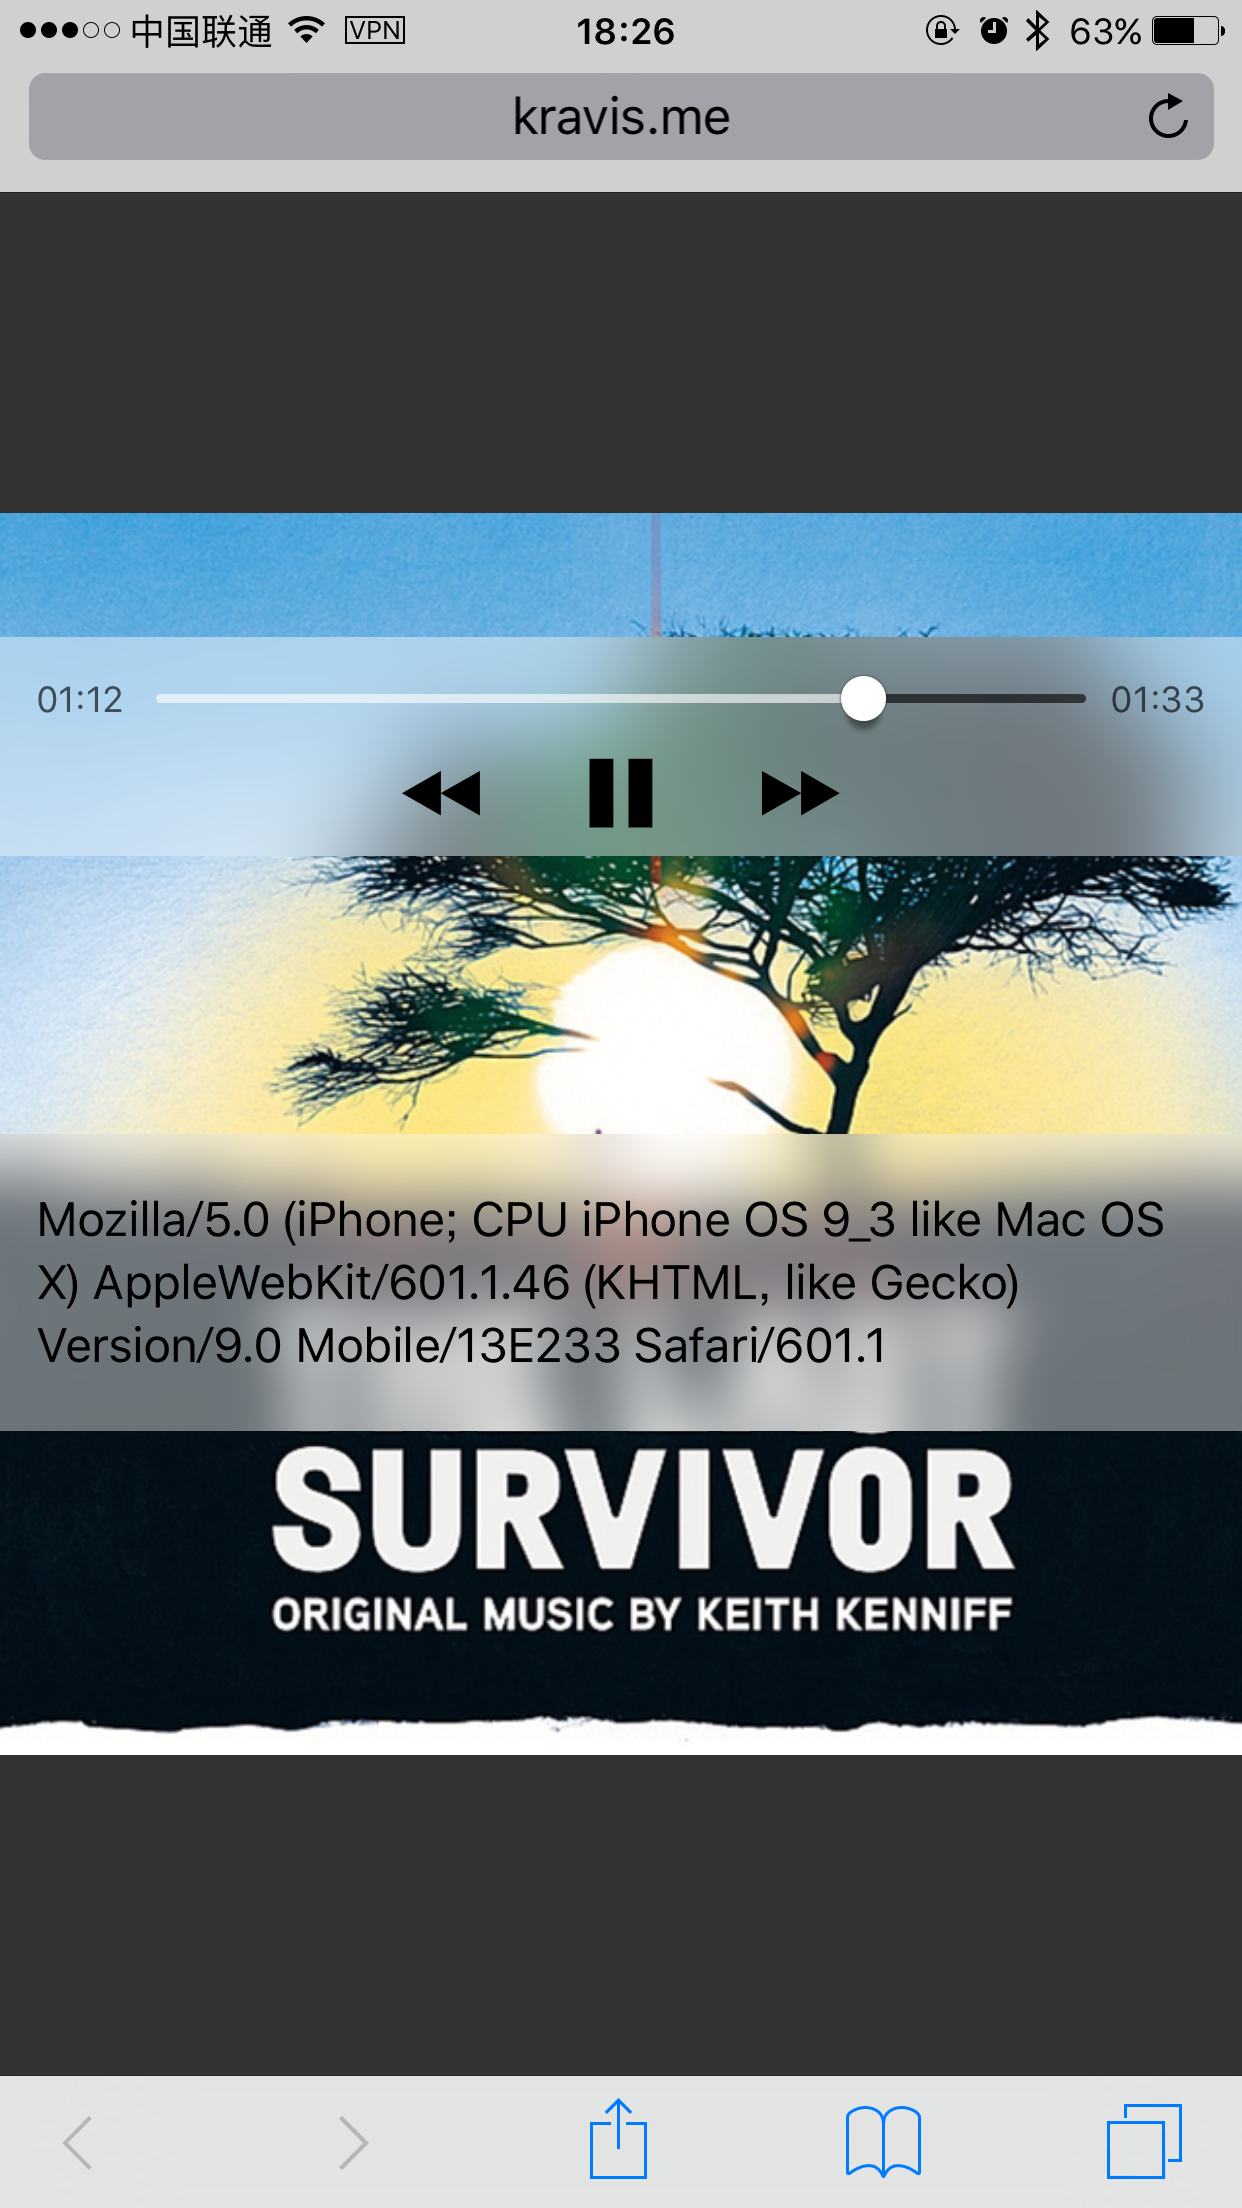 中国联通 VPN 18:26 63%
kravis.me
01:12 01:33
Mozilla/5.0 (iPhone; CPU iPhone OS 9_3 like Mac OS
X) AppleWebKit/601.1.46 (KHTML, like Gecko)
Version/9.0 Mobile/13E233 Safari/601.1
SURVIVOR
ORIGINAL MUSIC BY KEITH KENNIFF